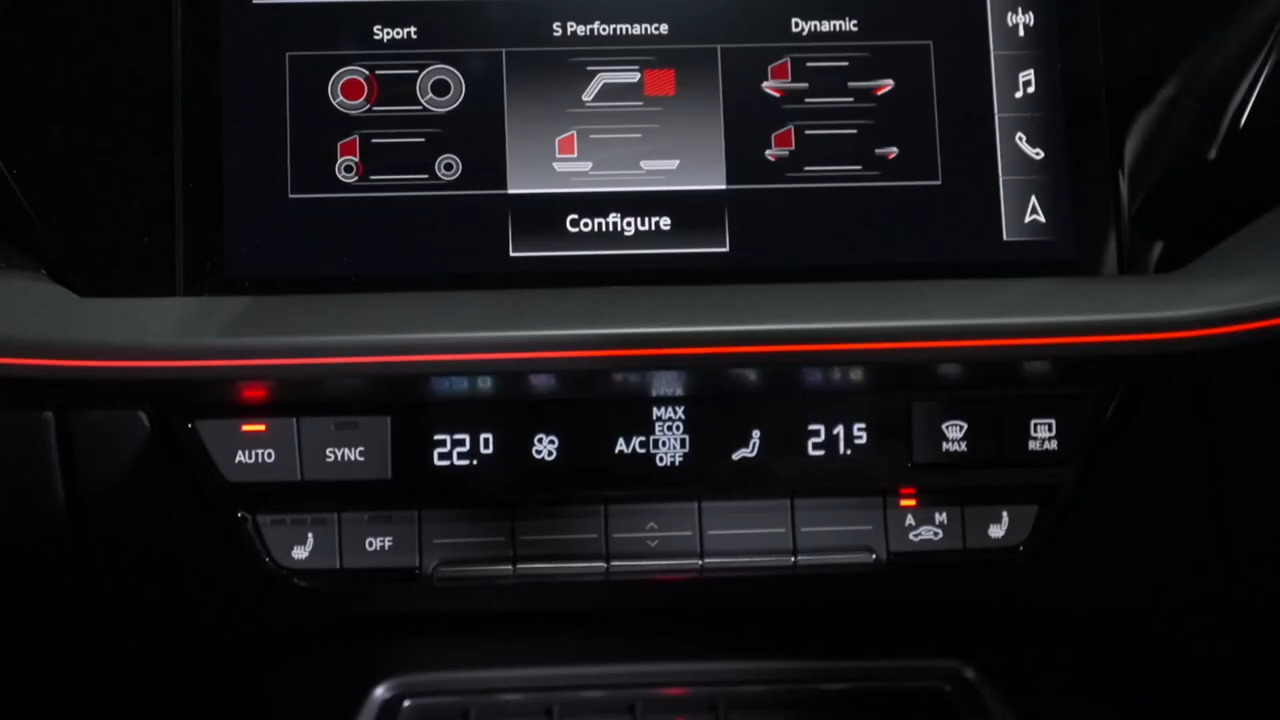 Sport
S Performance
Dynamic
Configure
AUTO
SYNC
22.0
A/C
MAX
ECO
ON
OFF
21.5
MAX
REAR
OFF
A M